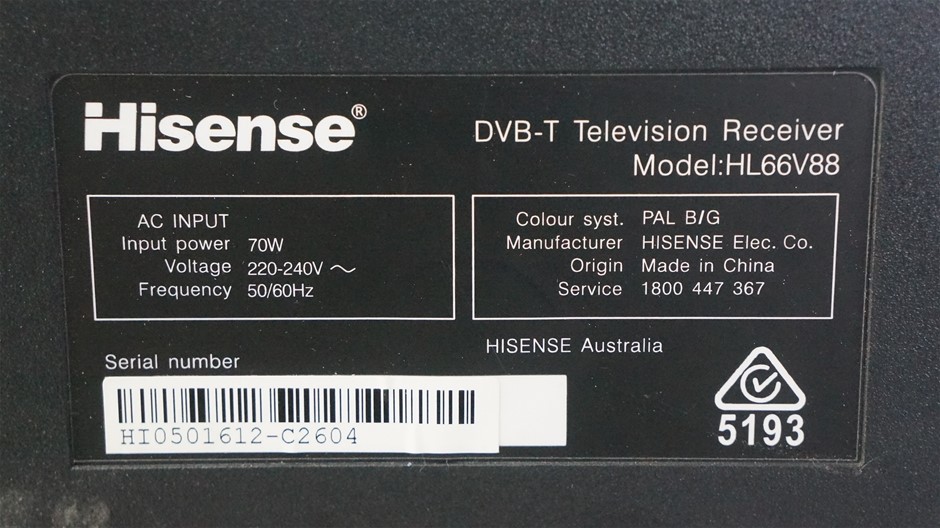 Hisense®
DVB-T Television Receiver
Model:HL66V88
AC INPUT
Input power 70W
Voltage 220-240V ~
Frequency 50/60Hz
Colour syst. PAL B/G
Manufacturer HISENSE Elec. Co.
Origin Made in China
Service 1800 447 367
HISENSE Australia
Serial number
HI0501612-C2604
5193